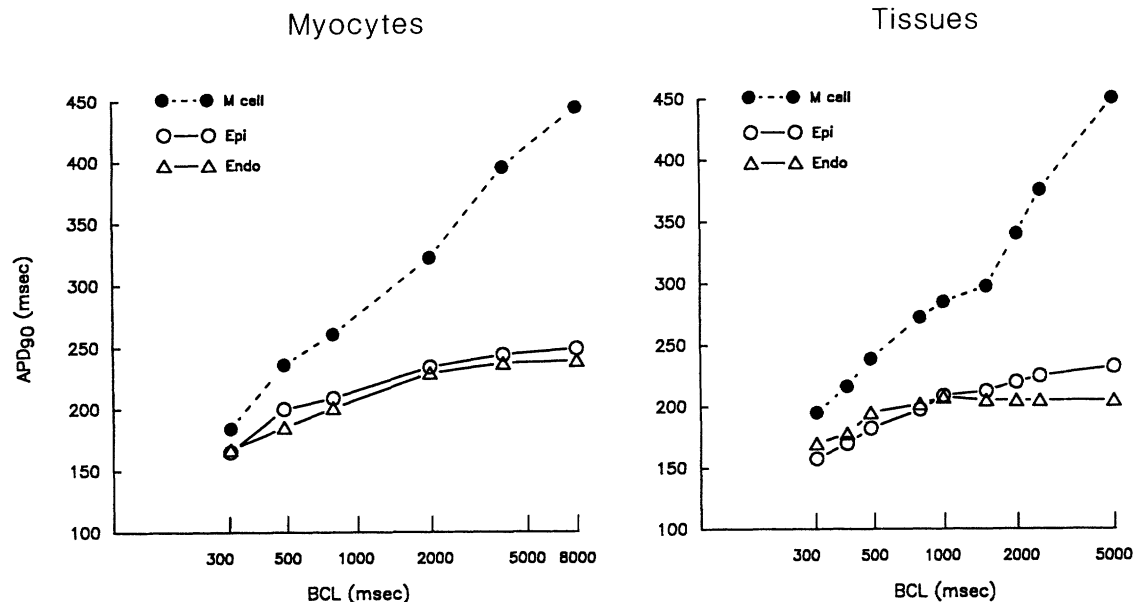 Myocytes
M cell
Epi
Endo
450
400
350
300
250
200
150
100
APD90 (msec)
300 500 1000 2000 5000 8000
BCL (msec)
Tissues
M cell
Epi
Endo
450
400
350
300
250
200
150
100
300 500 1000 2000 5000
BCL (msec)